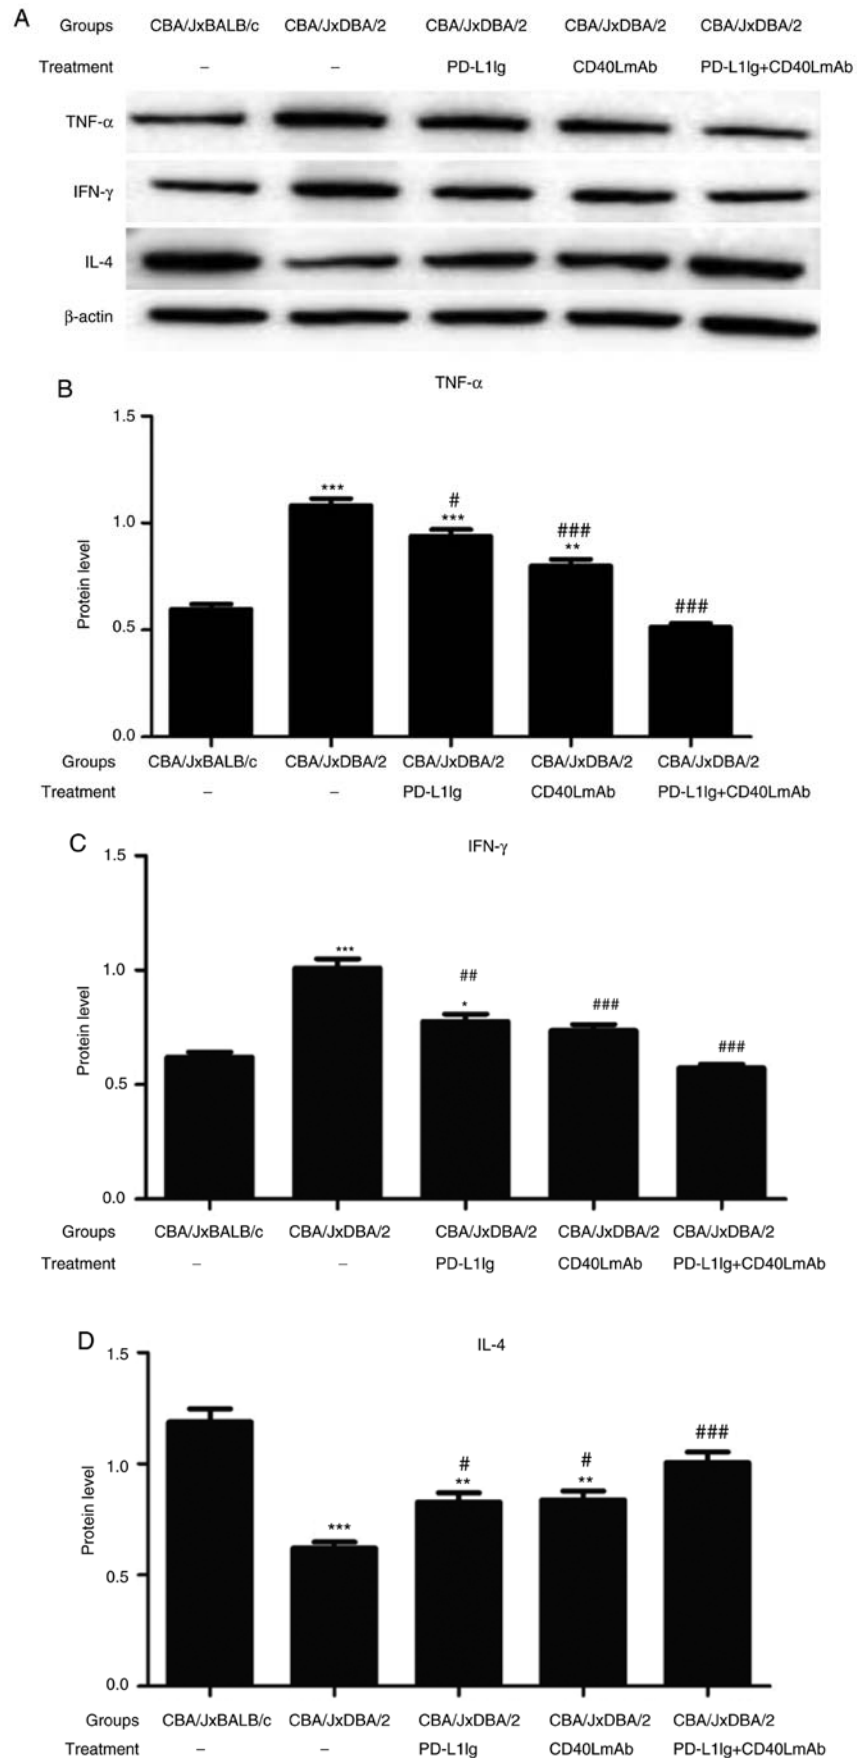 A
Groups CBA/JxBALB/c CBA/JxDBA/2 CBA/JxDBA/2 CBA/JxDBA/2 CBA/JxDBA/2
Treatment – – PD-L1Ig CD40LmAb PD-L1Ig+CD40LmAb
TNF-α
IFN-γ
IL-4
β-actin
B
TNF-α
1.5
1.0
0.5
0.0
Protein level
***
#
***
###
**
###
Groups CBA/JxBALB/c CBA/JxDBA/2 CBA/JxDBA/2 CBA/JxDBA/2 CBA/JxDBA/2
Treatment – – PD-L1Ig CD40LmAb PD-L1Ig+CD40LmAb
C
IFN-γ
1.5
1.0
0.5
0.0
Protein level
***
##
*
###
###
Groups CBA/JxBALB/c CBA/JxDBA/2 CBA/JxDBA/2 CBA/JxDBA/2 CBA/JxDBA/2
Treatment – – PD-L1Ig CD40LmAb PD-L1Ig+CD40LmAb
D
IL-4
1.5
1.0
0.5
0.0
Protein level
***
#
**
#
**
###
Groups CBA/JxBALB/c CBA/JxDBA/2 CBA/JxDBA/2 CBA/JxDBA/2 CBA/JxDBA/2
Treatment – – PD-L1Ig CD40LmAb PD-L1Ig+CD40LmAb